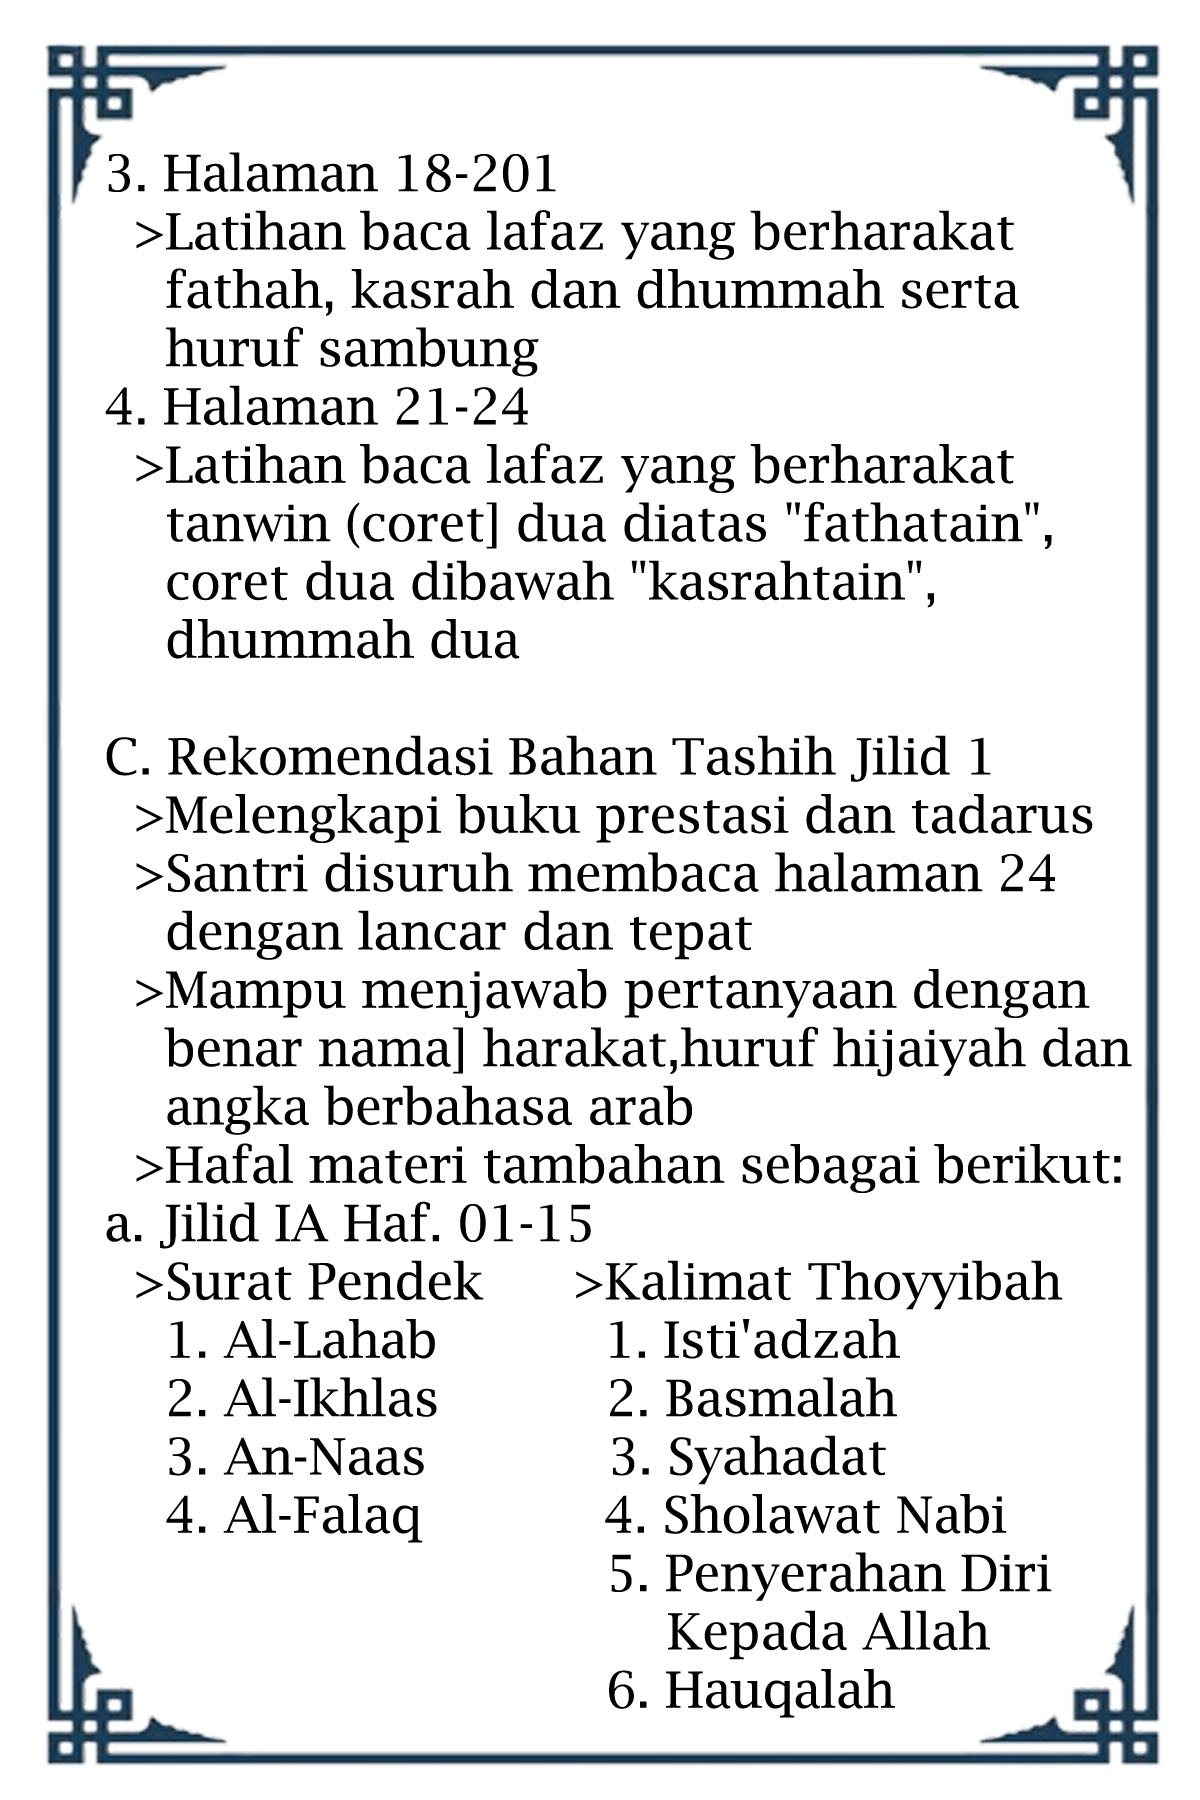 3. Halaman 18-201
>Latihan baca lafaz yang berharakat
fathah, kasrah dan dhummah serta
huruf sambung
4. Halaman 21-24
>Latihan baca lafaz yang berharakat
tanwin (coret] dua diatas "fathatain",
coret dua dibawah "kasrahtain",
dhummah dua
C. Rekomendasi Bahan Tashih Jilid 1
>Melengkapi buku prestasi dan tadarus
>Santri disuruh membaca halaman 24
dengan lancar dan tepat
>Mampu menjawab pertanyaan dengan
benar nama] harakat,huruf hijaiyah dan
angka berbahasa arab
>Hafal materi tambahan sebagai berikut:
a. Jilid IA Haf. 01-15
>Surat Pendek
1. Al-Lahab
2. Al-Ikhlas
3. An-Naas
4. Al-Falaq
>Kalimat Thoyyibah
1. Isti'adzah
2. Basmalah
3. Syahadat
4. Sholawat Nabi
5. Penyerahan Diri
Kepada Allah
6. Hauqalah